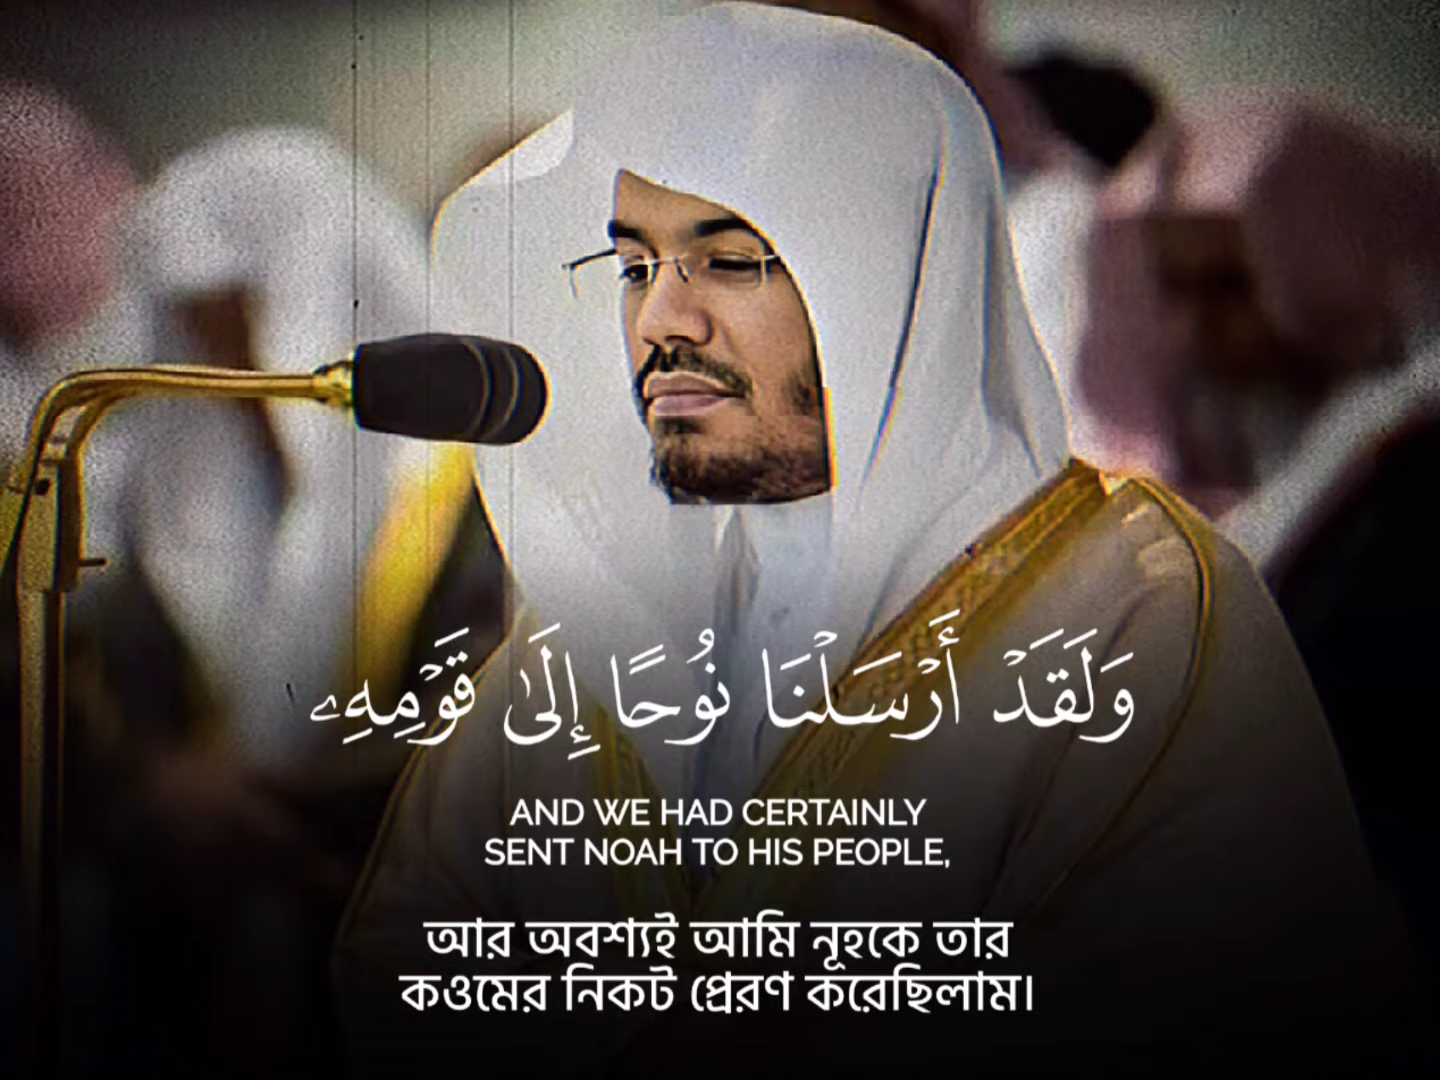 وَلَقَدْ أَرْسَلْنَا نُوحًا إِلَىٰ قَوْمِهِۦ
AND WE HAD CERTAINLY
SENT NOAH TO HIS PEOPLE,
আর অবশ্যই আমি নূহকে তার
কওমের নিকট প্রেরণ করেছিলাম।